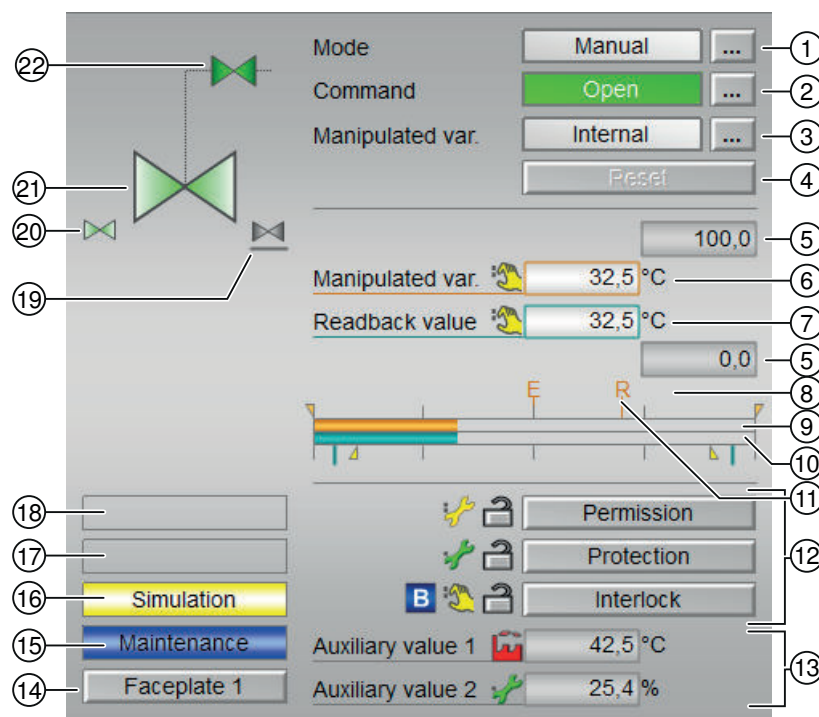 Mode Manual ... 1
22
Command Open ... 2
Manipulated var. Internal ... 3
Reset 4
21
20
100,0 5
19
Manipulated var. 32,5 °C 6
Readback value 32,5 °C 7
0,0 5
E R 8
9
10
11
18 Permission
17 Protection 12
16 Simulation B Interlock
15 Maintenance Auxiliary value 1 42,5 °C
13
14 Faceplate 1 Auxiliary value 2 25,4 %